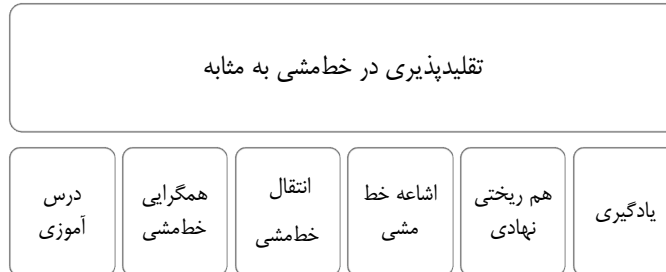 تقلیدپذیری در خط‌مشی به مثابه
یادگیری
هم ریختی
نهادی
اشاعه خط
مشی
انتقال
خط‌مشی
همگرایی
خط‌مشی
درس
آموزی